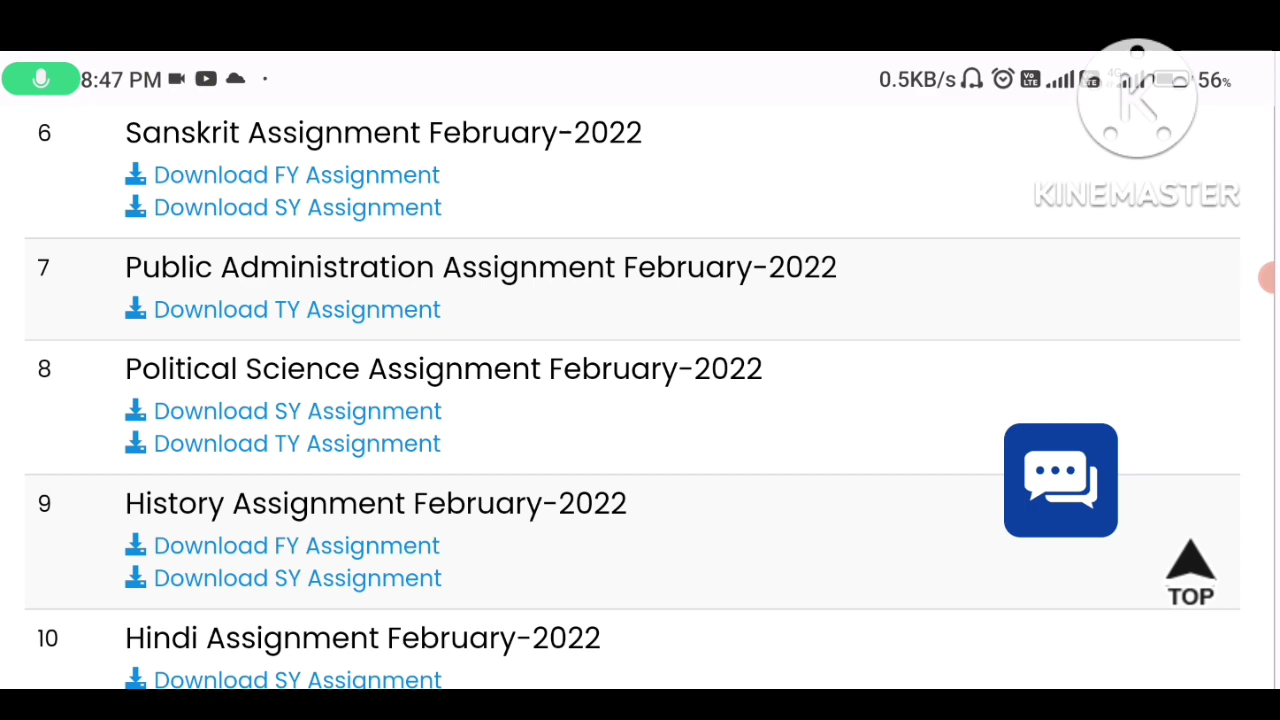 8:47 PM
0.5KB/s
Vo LTE
4G
56%
KINEMASTER
6 Sanskrit Assignment February-2022
Download FY Assignment
Download SY Assignment
7 Public Administration Assignment February-2022
Download TY Assignment
8 Political Science Assignment February-2022
Download SY Assignment
Download TY Assignment
9 History Assignment February-2022
Download FY Assignment
Download SY Assignment
TOP
10 Hindi Assignment February-2022
Download SY Assignment